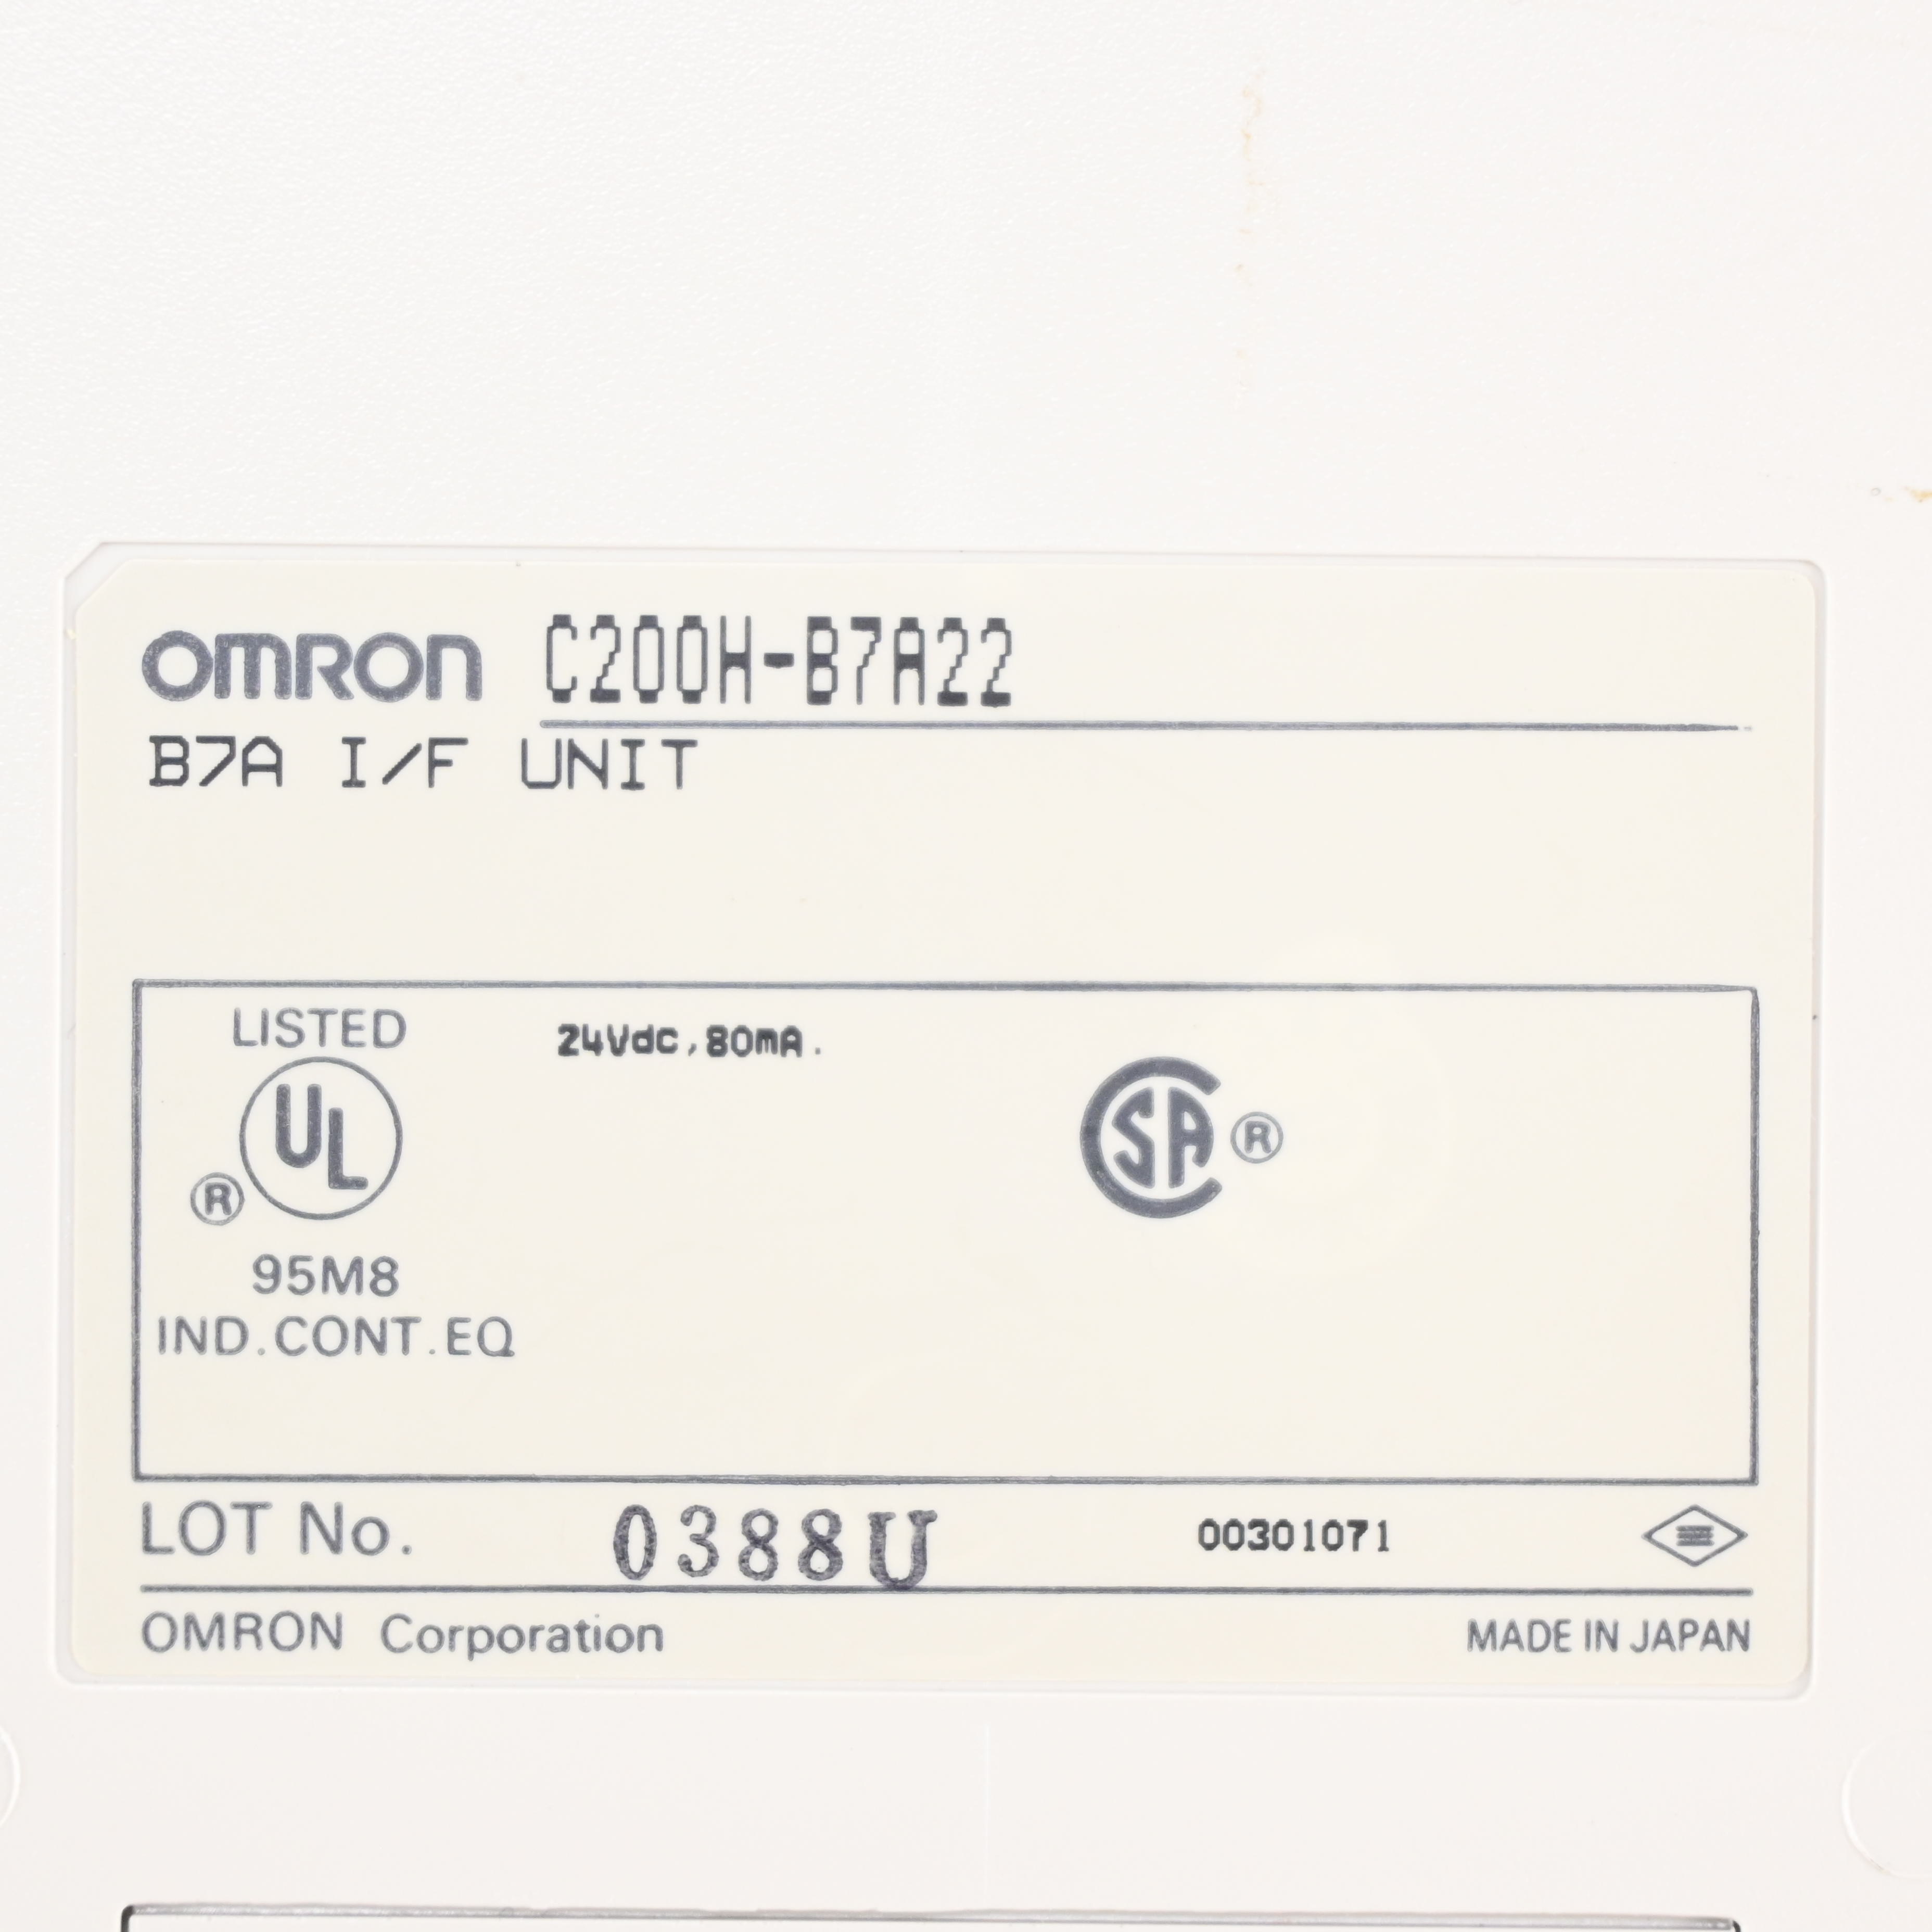 OMRON C200H-B7A22
B7A I/F UNIT
LISTED
24Vdc,80mA.
UL
®
SA ®
95M8
IND.CONT.EQ
LOT No. 0388U 00301071
OMRON Corporation MADE IN JAPAN